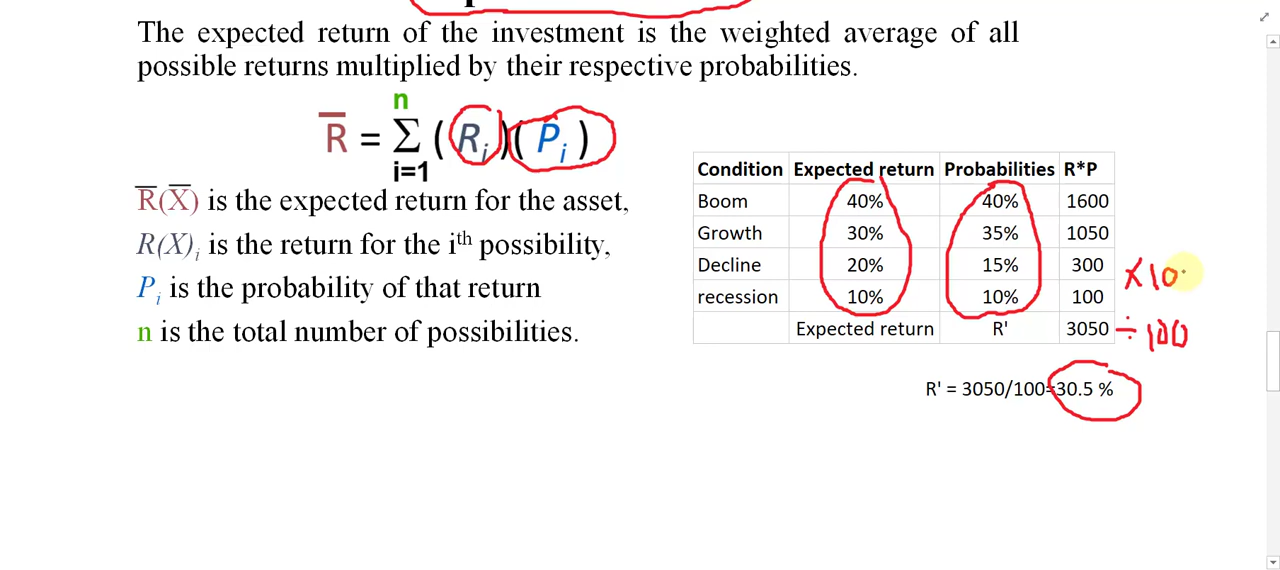 The expected return of the investment is the weighted average of all
possible returns multiplied by their respective probabilities.
n
R̅ = Σ (Rᵢ)(Pᵢ)
i=1
R̅(X̅) is the expected return for the asset,
R(X)ᵢ is the return for the iᵗʰ possibility,
Pᵢ is the probability of that return
n is the total number of possibilities.
Condition Expected return Probabilities R*P
Boom 40% 40% 1600
Growth 30% 35% 1050
Decline 20% 15% 300
recession 10% 10% 100
Expected return R' 3050
×10
÷100
R' = 3050/100=30.5 %